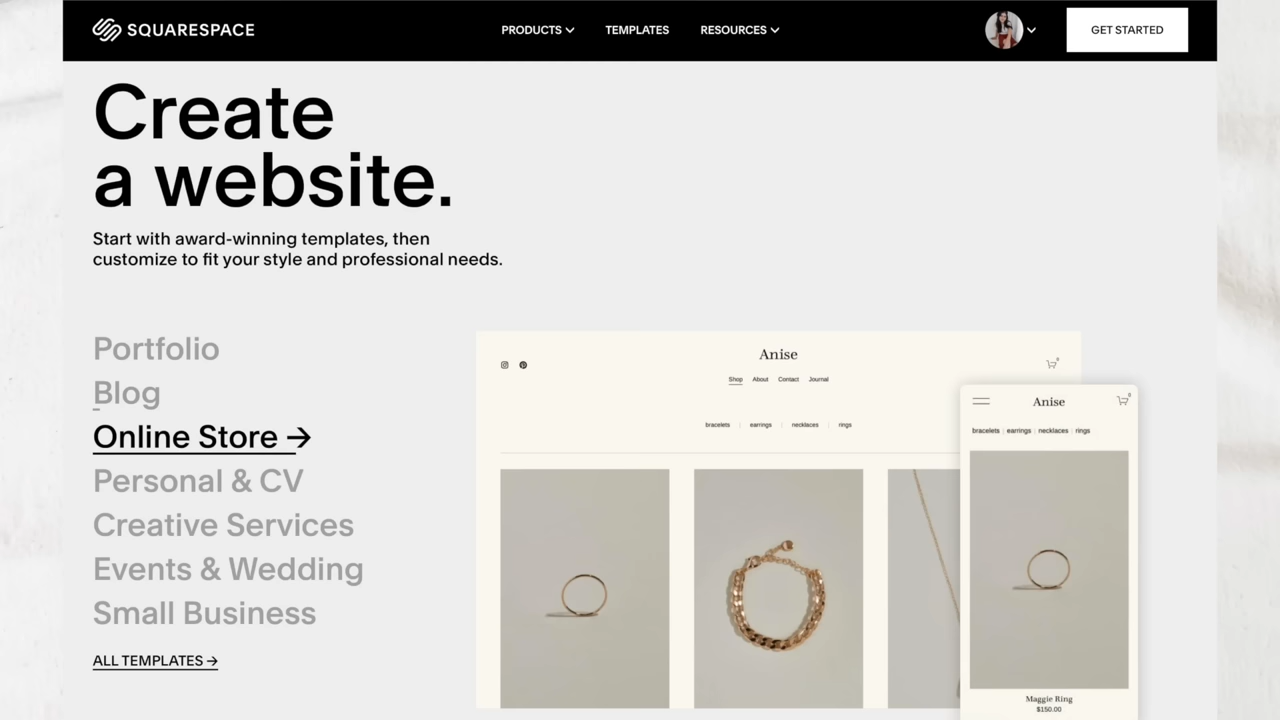 SQUARESPACE
PRODUCTS
TEMPLATES
RESOURCES
GET STARTED
Create
a website.
Start with award-winning templates, then
customize to fit your style and professional needs.
Portfolio
Blog
Online Store →
Personal & CV
Creative Services
Events & Wedding
Small Business
ALL TEMPLATES →
Anise
0
Shop About Contact Journal
bracelets | earrings | necklaces | rings
Anise
0
bracelets | earrings | necklaces | rings
Maggie Ring
$150.00